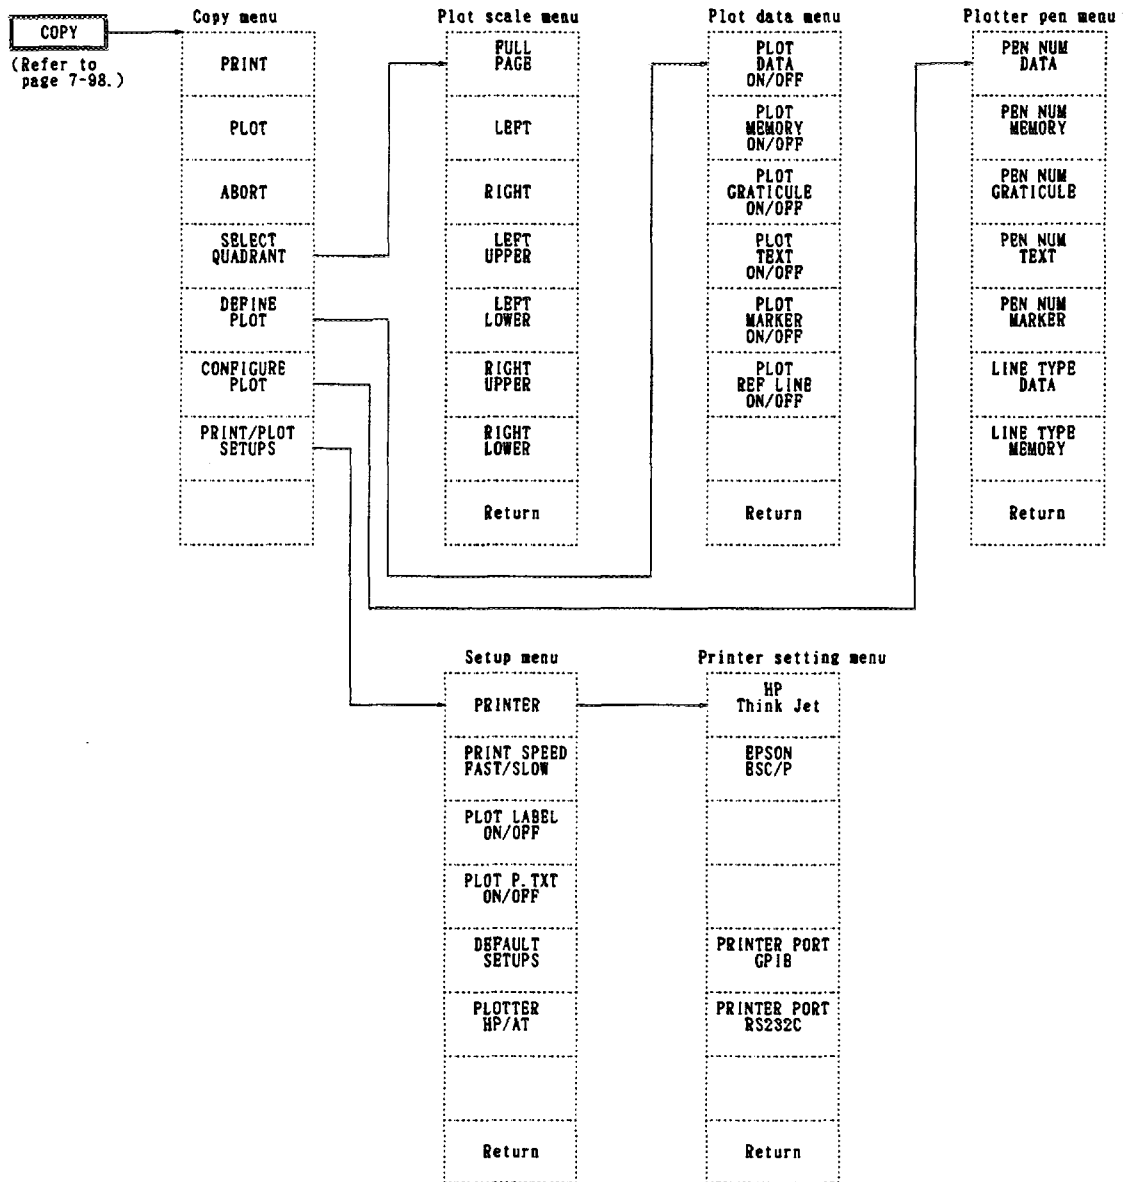 COPY
(Refer to
page 7-98.)
Copy menu
PRINT
PLOT
ABORT
SELECT
QUADRANT
DEFINE
PLOT
CONFIGURE
PLOT
PRINT/PLOT
SETUPS
Plot scale menu
FULL
PAGE
LEFT
RIGHT
LEFT
UPPER
LEFT
LOWER
RIGHT
UPPER
RIGHT
LOWER
Return
Plot data menu
PLOT
DATA
ON/OFF
PLOT
MEMORY
ON/OFF
PLOT
GRATICULE
ON/OFF
PLOT
TEXT
ON/OFF
PLOT
MARKER
ON/OFF
PLOT
REF LINE
ON/OFF
Return
Plotter pen menu
PEN NUM
DATA
PEN NUM
MEMORY
PEN NUM
GRATICULE
PEN NUM
TEXT
PEN NUM
MARKER
LINE TYPE
DATA
LINE TYPE
MEMORY
Return
Setup menu
PRINTER
PRINT SPEED
FAST/SLOW
PLOT LABEL
ON/OFF
PLOT P.TXT
ON/OFF
DEFAULT
SETUPS
PLOTTER
HP/AT
Return
Printer setting menu
HP
Think Jet
EPSON
ESC/P
PRINTER PORT
GPIB
PRINTER PORT
RS232C
Return